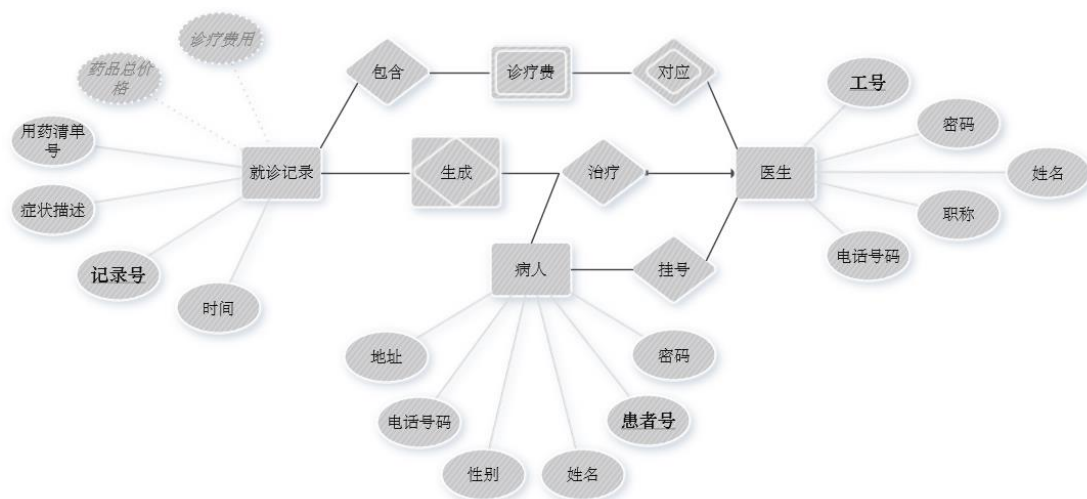 诊疗费用
药品总价
格
包含
诊疗费
对应
工号
用药清单
号
密码
就诊记录
生成
治疗
医生
姓名
症状描述
职称
电话号码
记录号
病人
挂号
时间
地址
密码
电话号码
患者号
性别
姓名